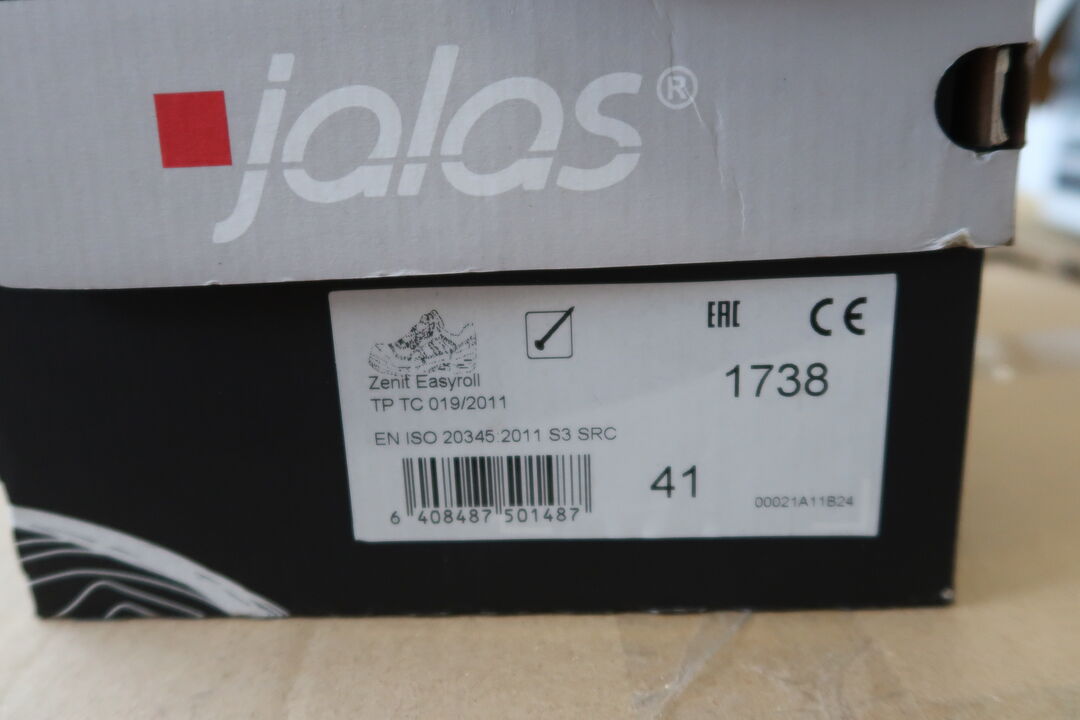 jalas®
EAC CE
Zenit Easyroll
1738
TP TC 019/2011
EN ISO 20345:2011 S3 SRC
41
00021A11B24
6 408487 501487